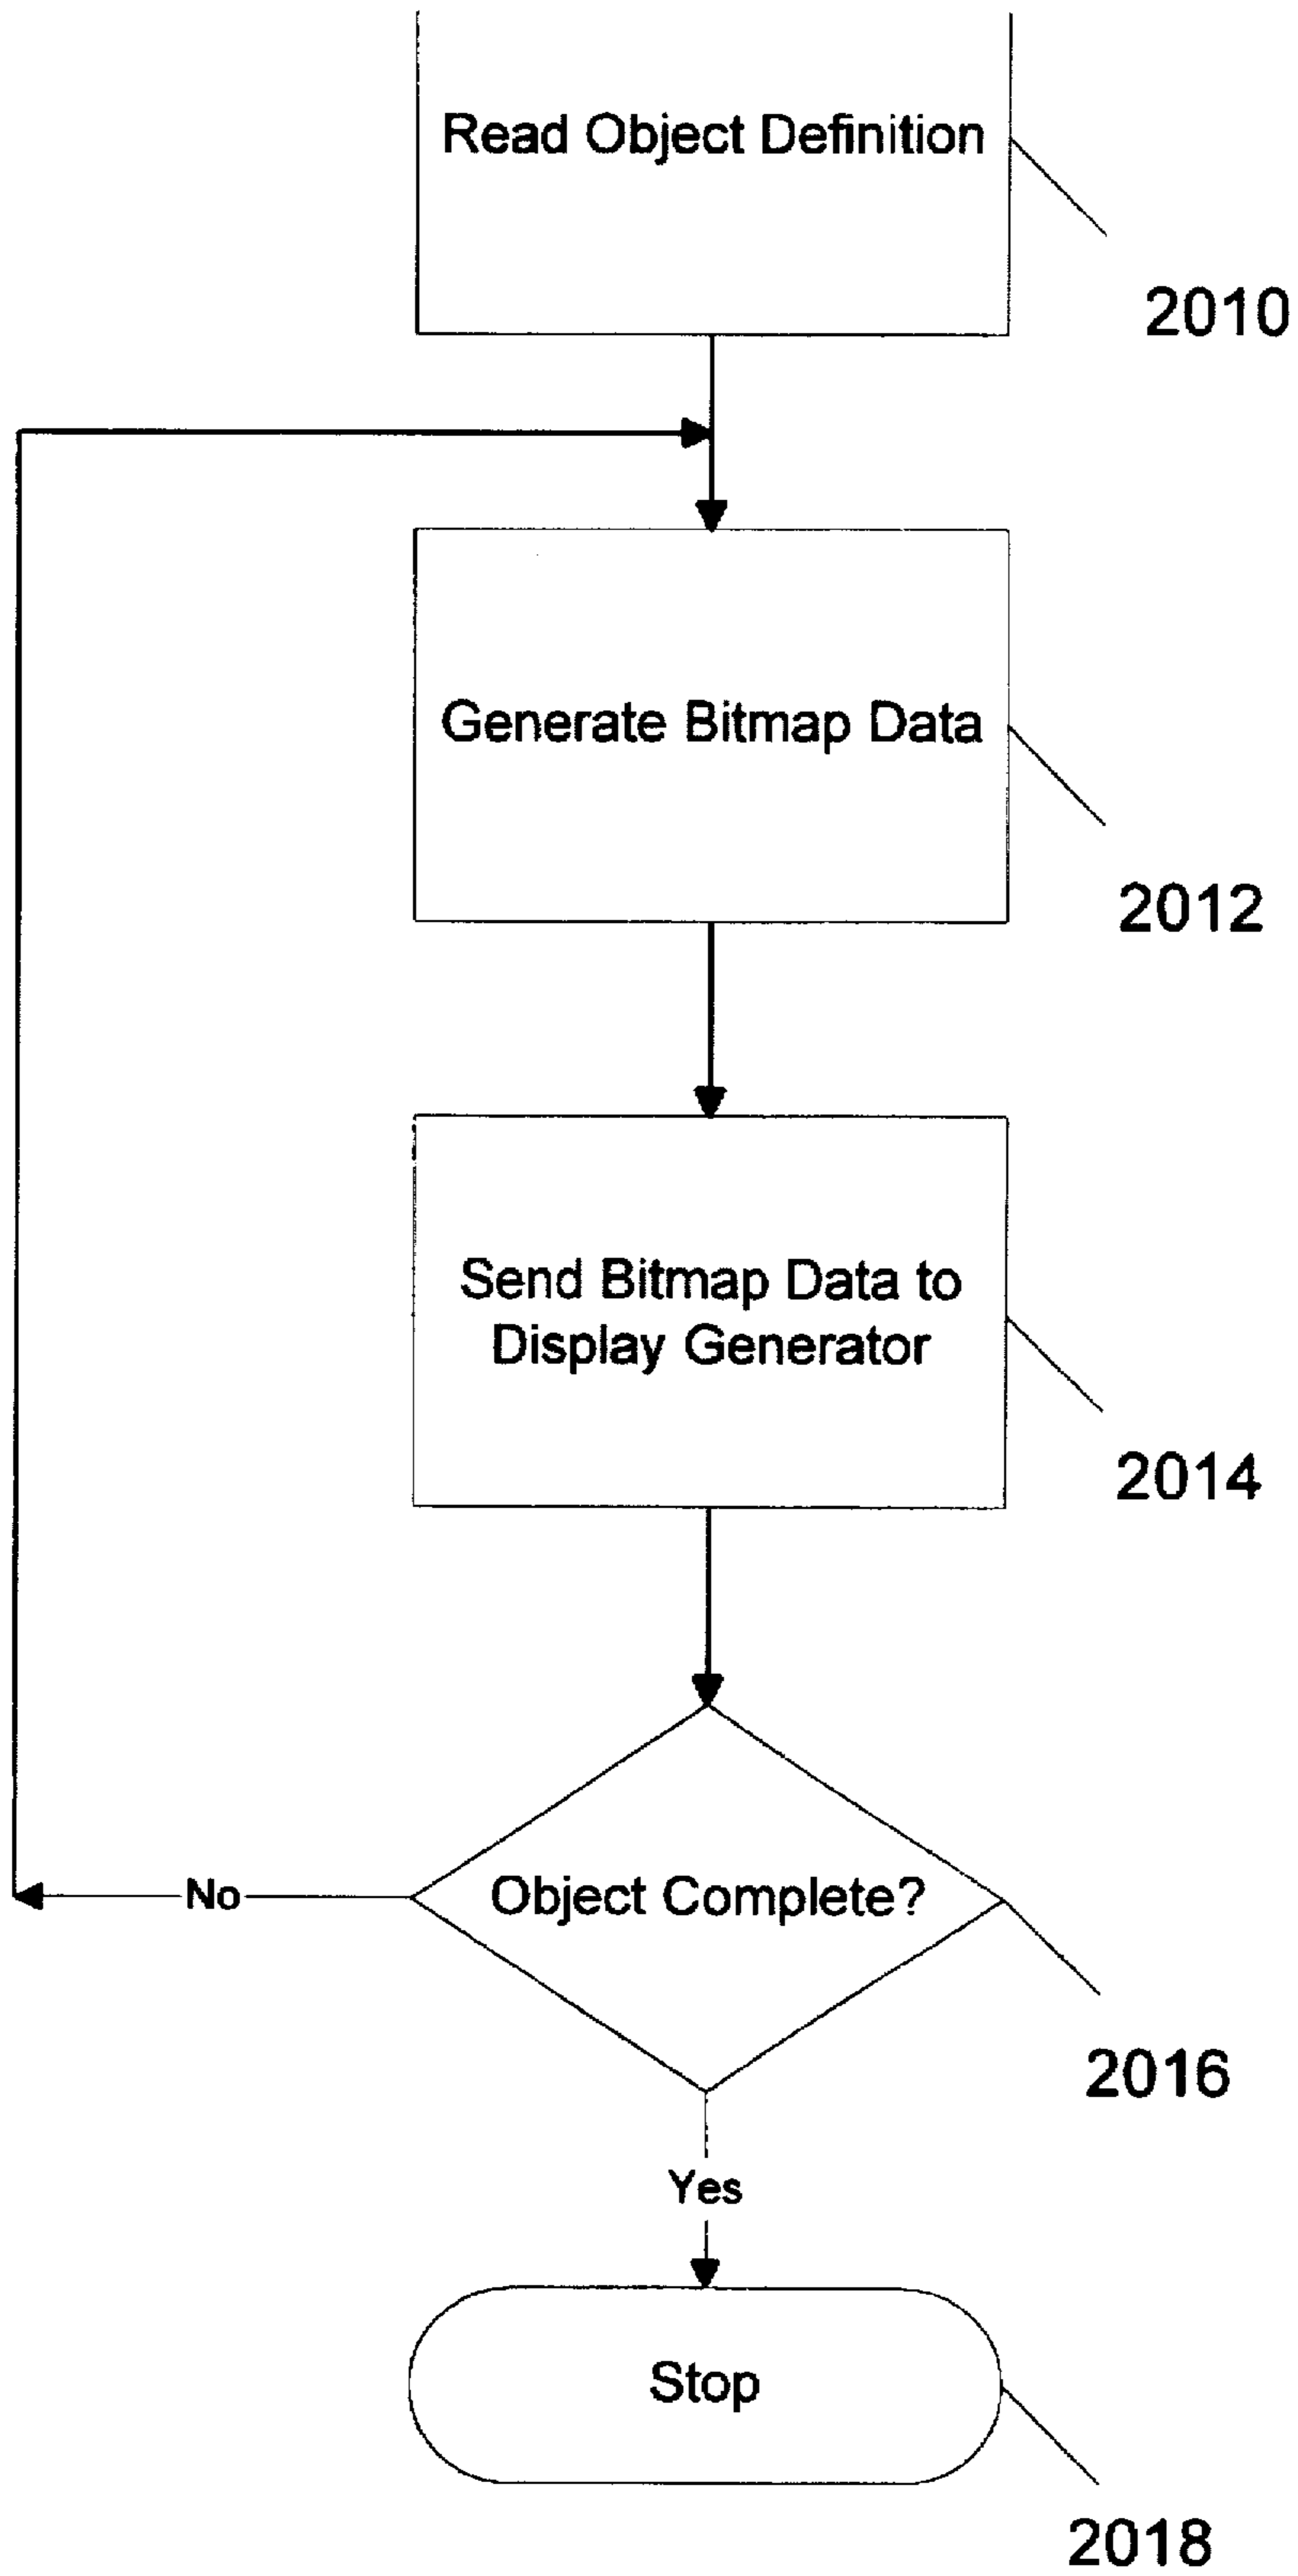 Read Object Definition
2010
Generate Bitmap Data
2012
Send Bitmap Data to
Display Generator
2014
Object Complete?
No
2016
Yes
Stop
2018